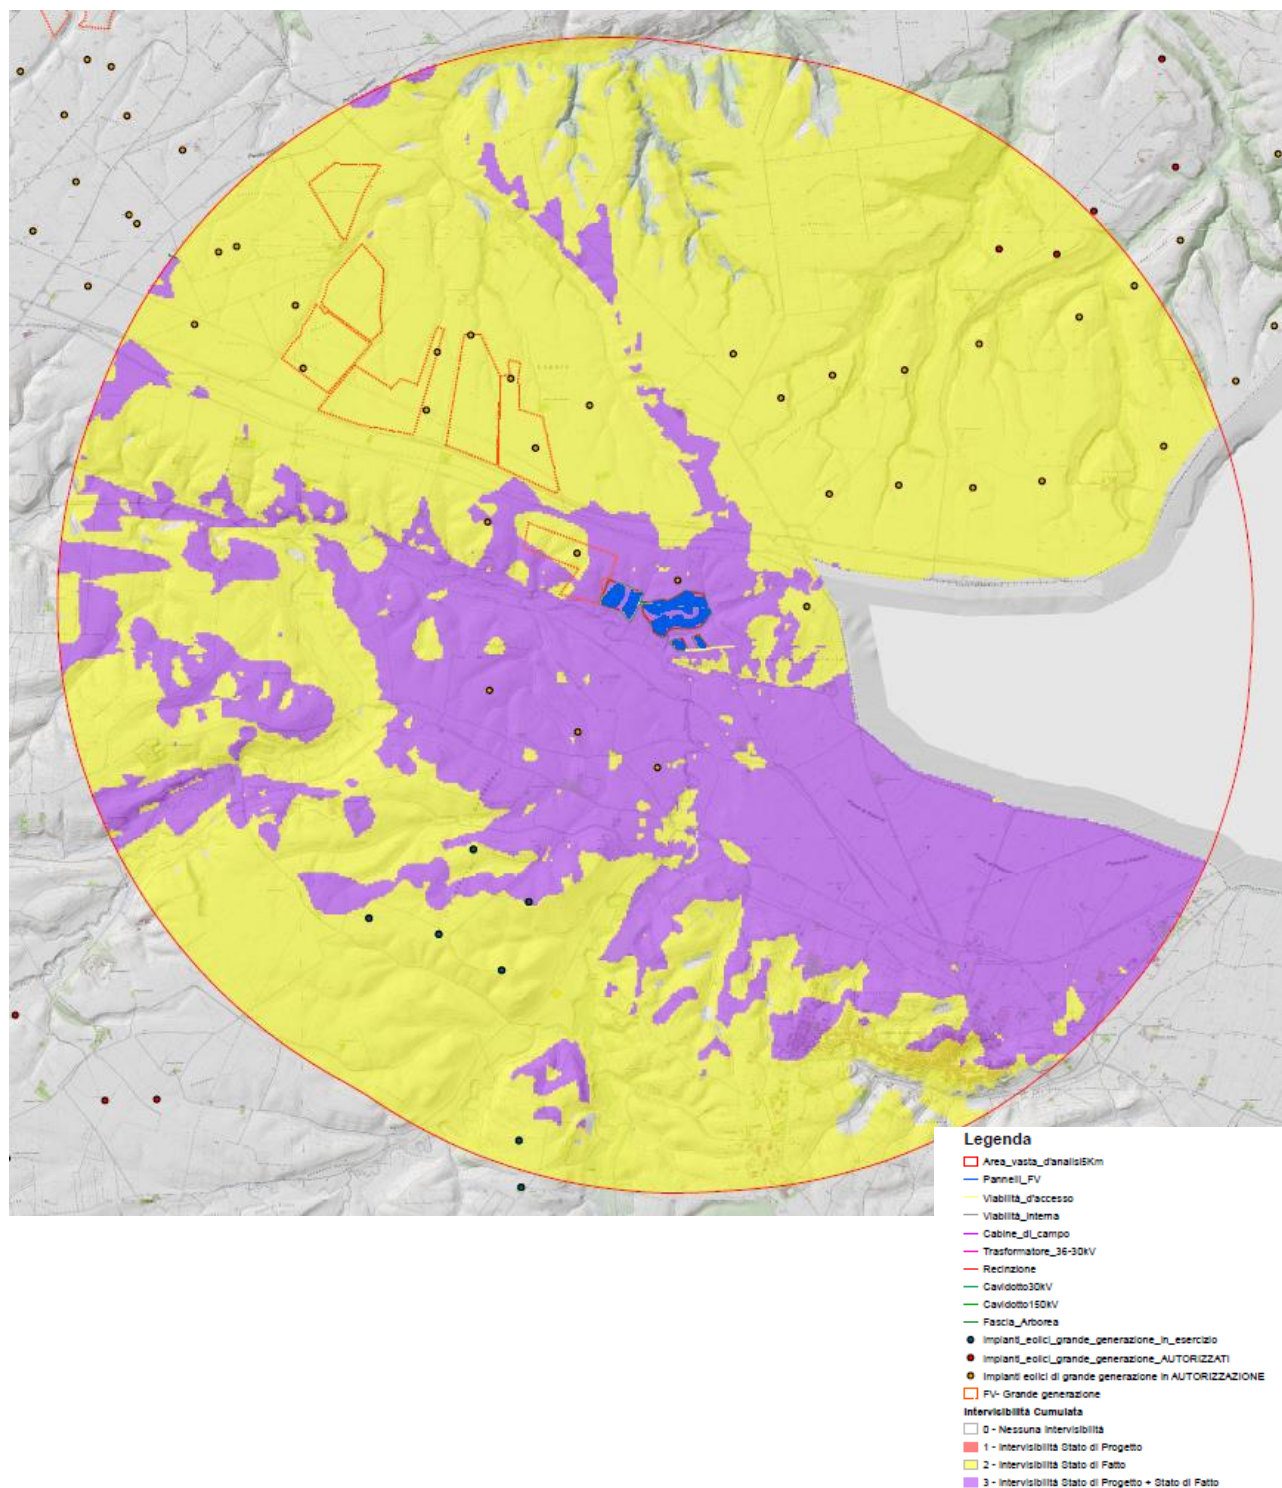 Legenda
Area_vasta_d'analisi5Km
Pannelli_FV
Viabilità_d'accesso
Viabilità_Interna
Cabine_di_campo
Trasformatore_36-30kV
Recinzione
Cavidotto30kV
Cavidotto150kV
Fascia_Arborea
Impianti_eolici_grande_generazione_in_esercizio
Impianti_eolici_grande_generazione_AUTORIZZATI
Impianti eolici di grande generazione in AUTORIZZAZIONE
FV- Grande generazione
Intervisibilità Cumulata
0 - Nessuna Intervisibilità
1 - Intervisibilità Stato di Progetto
2 - Intervisibilità Stato di Fatto
3 - Intervisibilità Stato di Progetto + Stato di Fatto